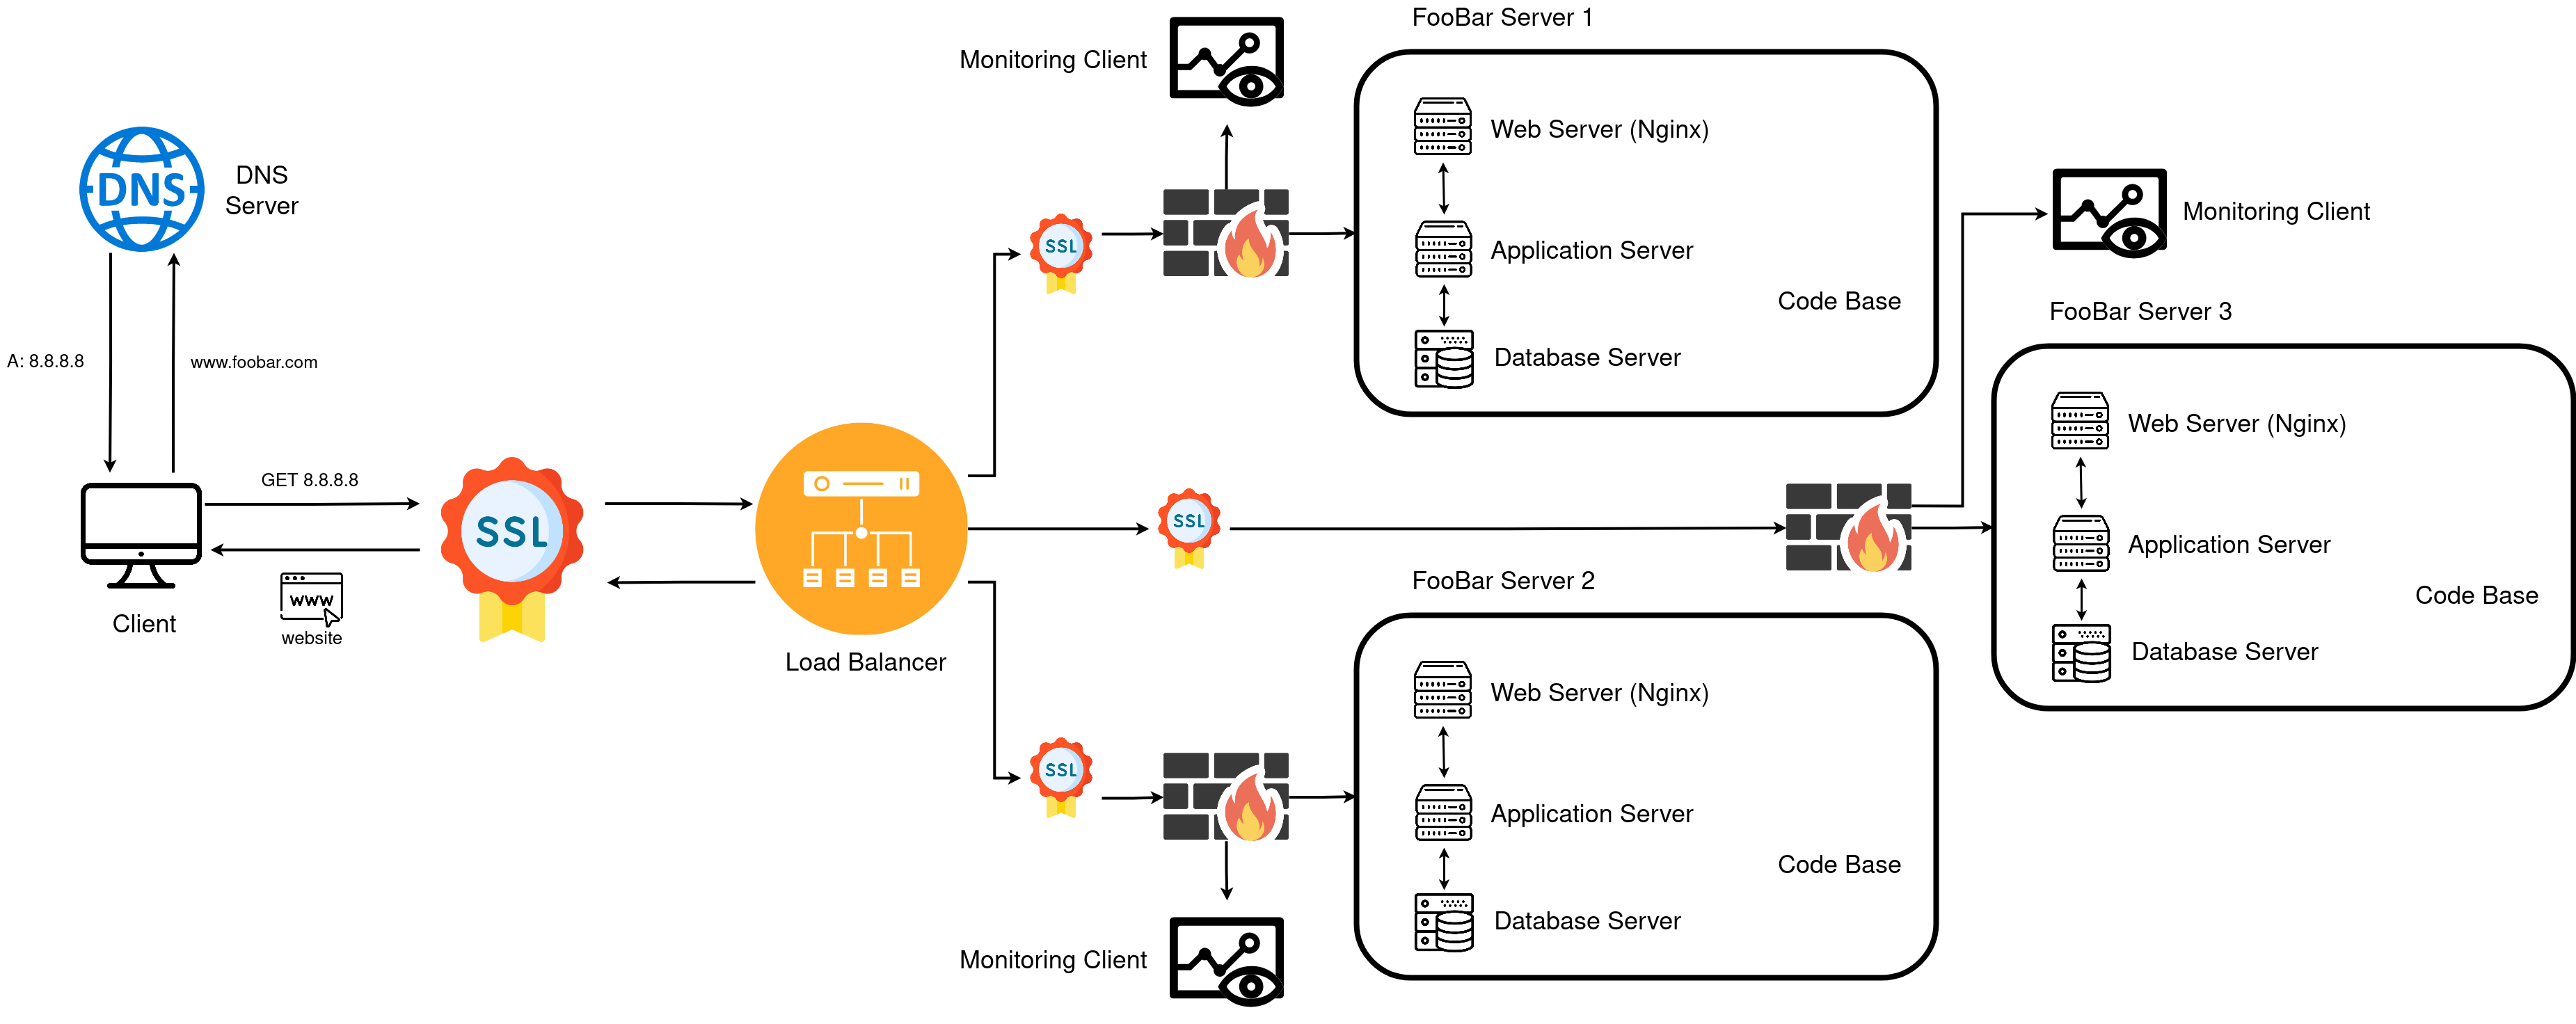 FooBar Server 1
Monitoring Client
Web Server (Nginx)
Application Server
Code Base
Database Server
DNS
DNS
Server
A: 8.8.8.8
www.foobar.com
GET 8.8.8.8
SSL
www
website
Client
Load Balancer
SSL
SSL
SSL
Monitoring Client
FooBar Server 3
Web Server (Nginx)
Application Server
Code Base
Database Server
FooBar Server 2
Web Server (Nginx)
Application Server
Code Base
Database Server
Monitoring Client